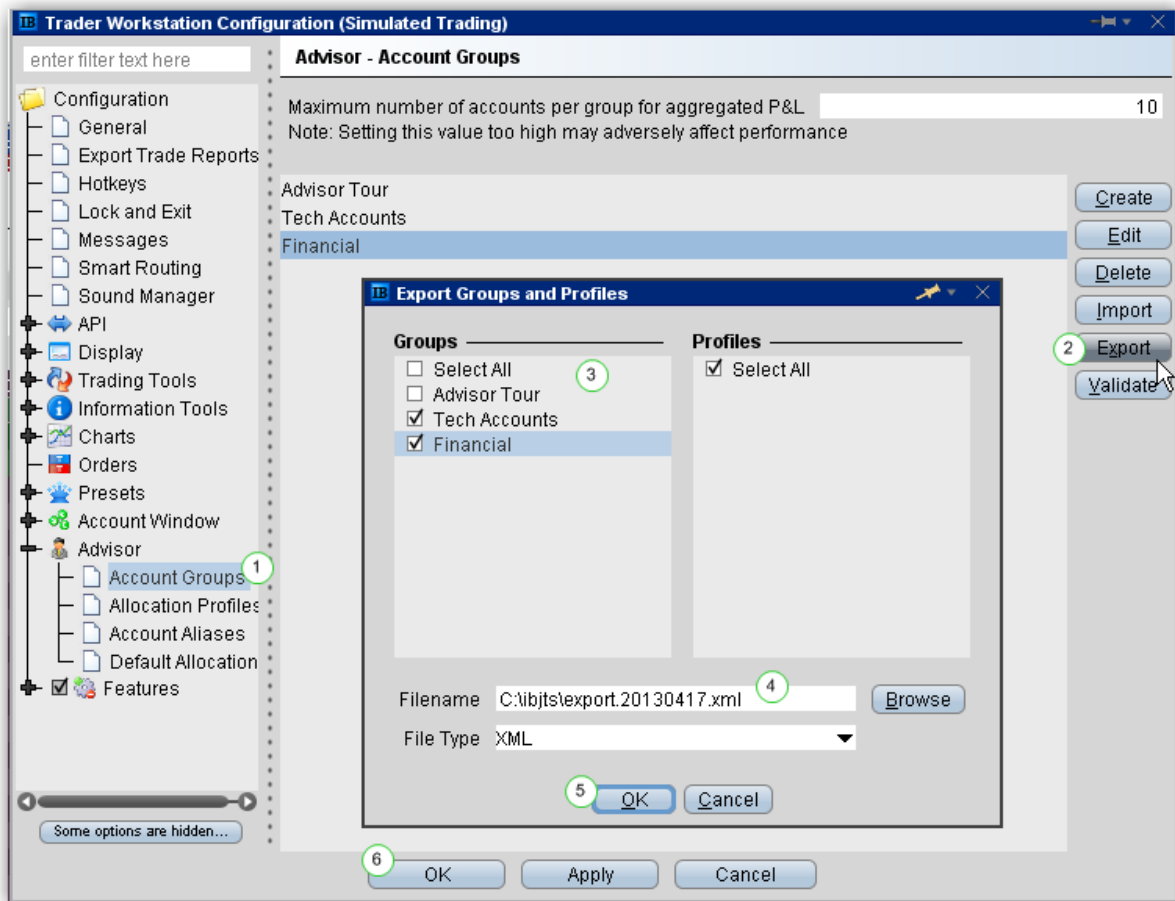 IB Trader Workstation Configuration (Simulated Trading)
enter filter text here
Configuration
General
Export Trade Reports
Hotkeys
Lock and Exit
Messages
Smart Routing
Sound Manager
API
Display
Trading Tools
Information Tools
Charts
Orders
Presets
Account Window
Advisor
Account Groups 1
Allocation Profiles
Account Aliases
Default Allocation
Features
Some options are hidden...
Advisor - Account Groups
Maximum number of accounts per group for aggregated P&L 10
Note: Setting this value too high may adversely affect performance
Advisor Tour
Tech Accounts
Financial
Create
Edit
Delete
Import
2 Export
Validate
IB Export Groups and Profiles
Groups
Select All 3
Advisor Tour
Tech Accounts
Financial
Profiles
Select All
Filename C:\ibjts\export.20130417.xml 4 Browse
File Type XML
5 OK Cancel
6 OK Apply Cancel